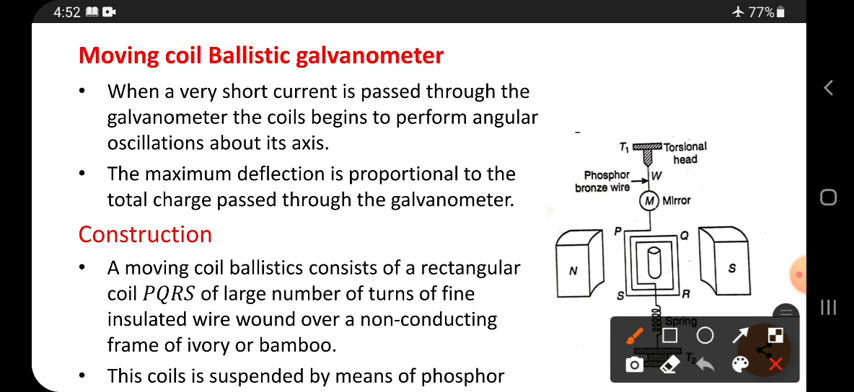 4:52
77%
Moving coil Ballistic galvanometer
• When a very short current is passed through the
galvanometer the coils begins to perform angular
oscillations about its axis.
• The maximum deflection is proportional to the
total charge passed through the galvanometer.
Construction
• A moving coil ballistics consists of a rectangular
coil PQRS of large number of turns of fine
insulated wire wound over a non-conducting
frame of ivory or bamboo.
• This coils is suspended by means of phosphor
T₁ Torsional
head
Phosphor W
bronze wire
M Mirror
P Q
N S
S R
Spring
T₂